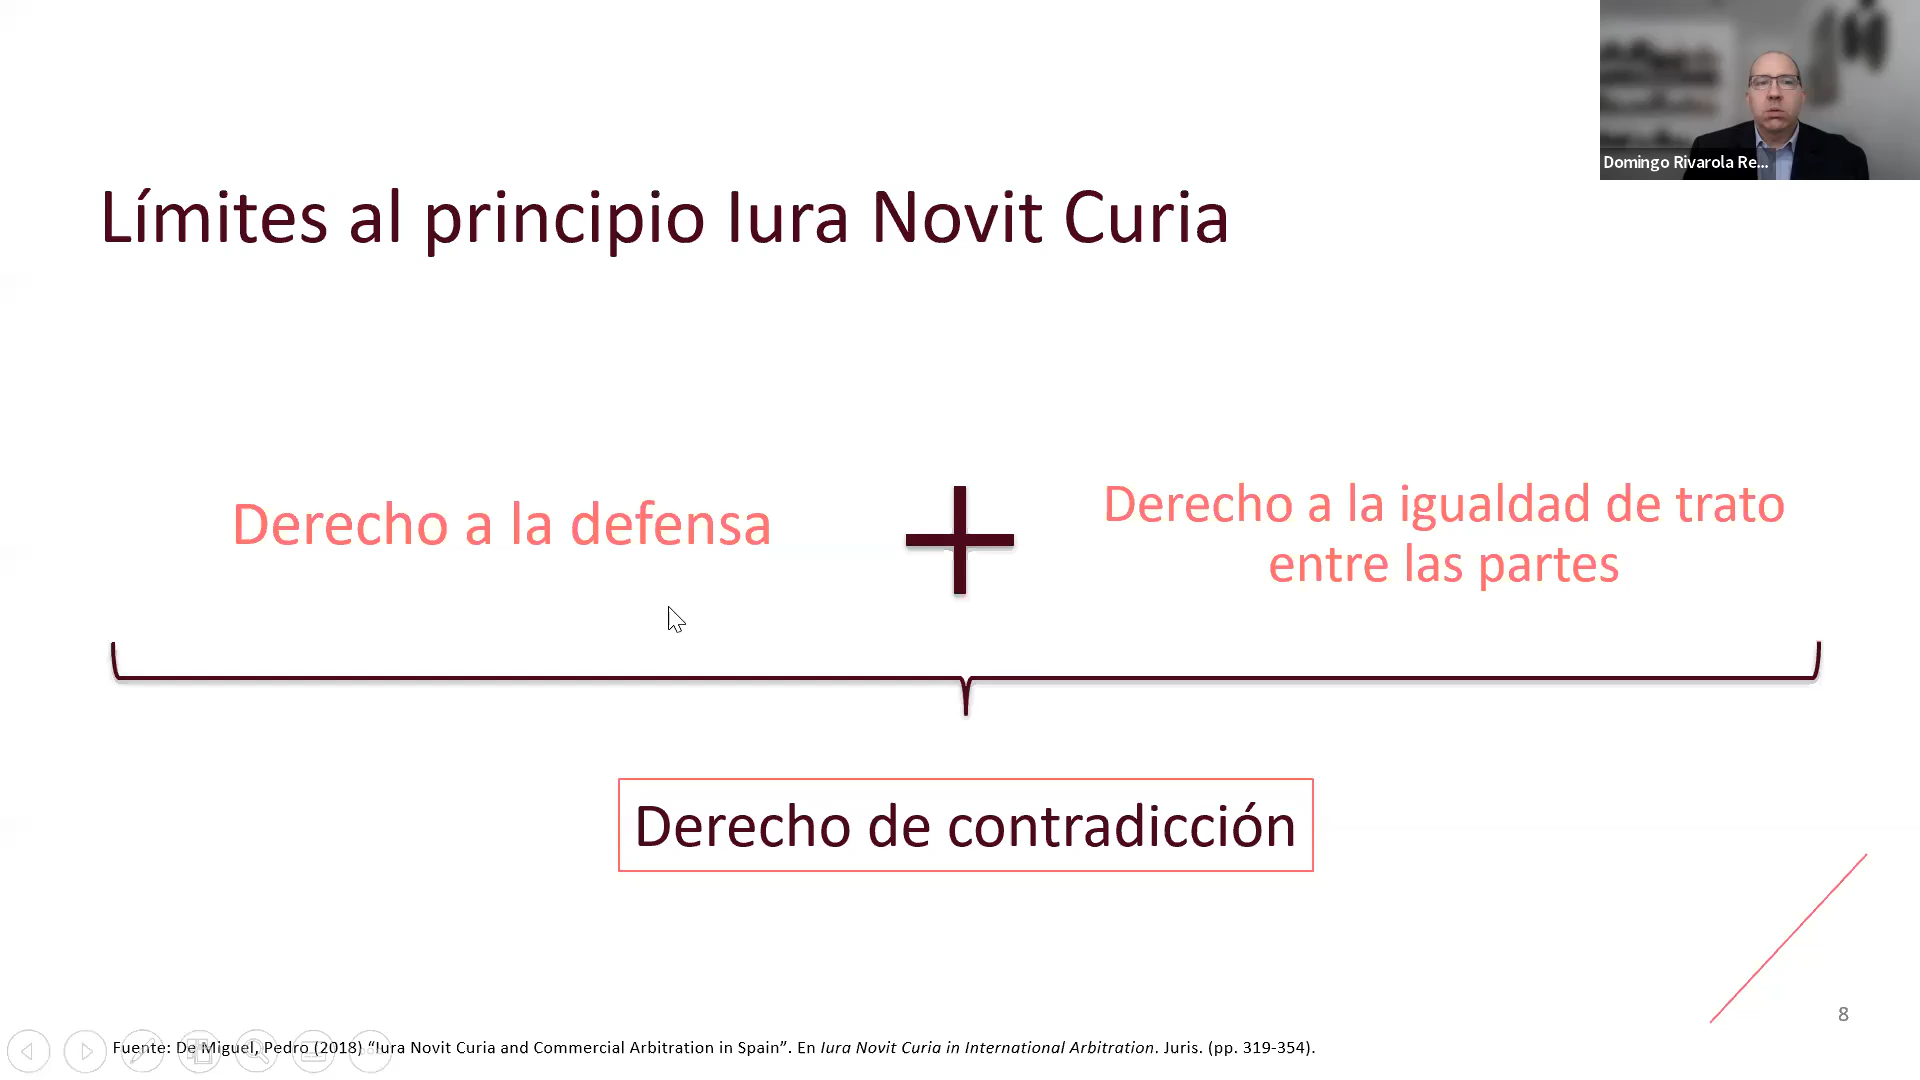 Domingo Rivarola Re...
Límites al principio Iura Novit Curia
Derecho a la defensa
Derecho a la igualdad de trato
entre las partes
Derecho de contradicción
8
Fuente: De Miguel, Pedro (2018) “Iura Novit Curia and Commercial Arbitration in Spain”. En Iura Novit Curia in International Arbitration. Juris. (pp. 319-354).